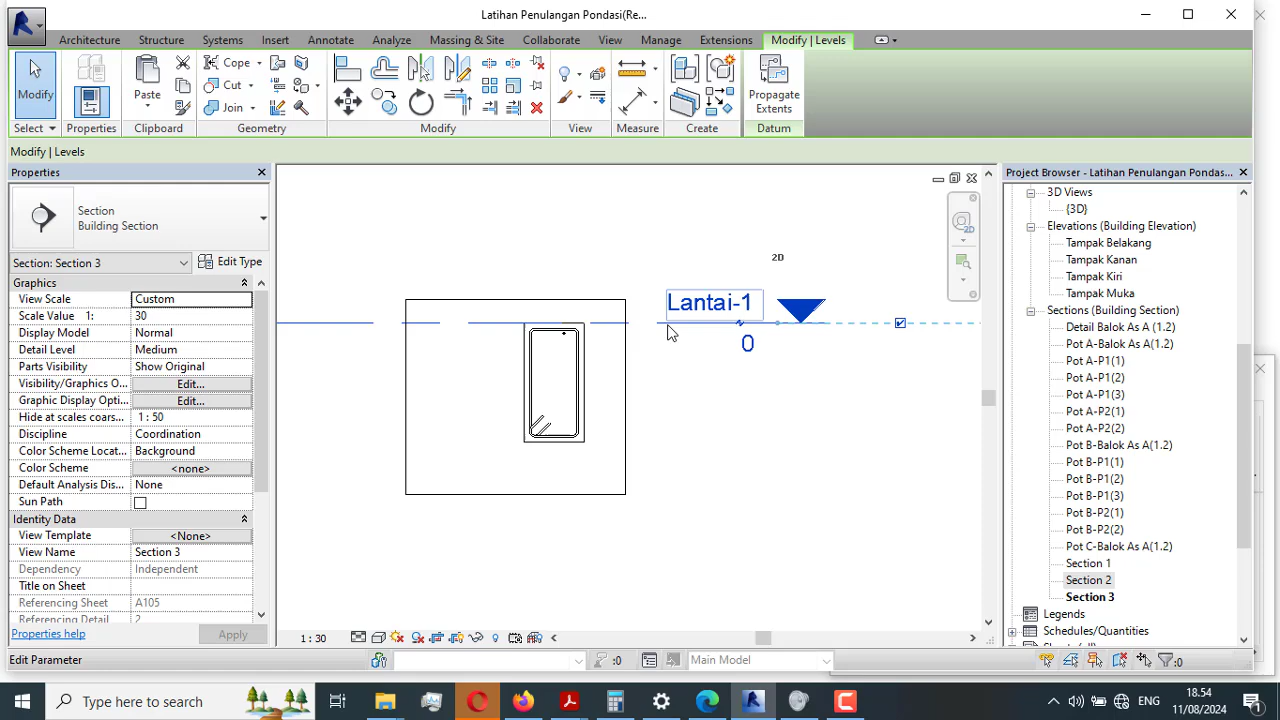 Latihan Penulangan Pondasi(Re...
Architecture Structure Systems Insert Annotate Analyze Massing & Site Collaborate View Manage Extensions Modify | Levels
Modify
Paste
Cope
Cut
Join
Propagate
Extents
Select Properties Clipboard Geometry Modify View Measure Create Datum
Modify | Levels
Properties
Section
Building Section
Section: Section 3
Edit Type
Graphics
View Scale Custom
Scale Value 1: 30
Display Model Normal
Detail Level Medium
Parts Visibility Show Original
Visibility/Graphics O... Edit...
Graphic Display Opti... Edit...
Hide at scales coars... 1 : 50
Discipline Coordination
Color Scheme Locat... Background
Color Scheme <none>
Default Analysis Dis... None
Sun Path
Identity Data
View Template <None>
View Name Section 3
Dependency Independent
Title on Sheet
Referencing Sheet A105
Referencing Detail 2
Properties help
Apply
2D
2D
Lantai-1
0
1 : 30
Project Browser - Latihan Penulangan Pondas...
3D Views
{3D}
Elevations (Building Elevation)
Tampak Belakang
Tampak Kanan
Tampak Kiri
Tampak Muka
Sections (Building Section)
Detail Balok As A (1.2)
Pot A-Balok As A(1.2)
Pot A-P1(1)
Pot A-P1(2)
Pot A-P1(3)
Pot A-P2(1)
Pot A-P2(2)
Pot B-Balok As A(1.2)
Pot B-P1(1)
Pot B-P1(2)
Pot B-P1(3)
Pot B-P2(1)
Pot B-P2(2)
Pot C-Balok As A(1.2)
Section 1
Section 2
Section 3
Legends
Schedules/Quantities
Edit Parameter
:0
Main Model
:0
Type here to search
ENG
18.54
11/08/2024
1